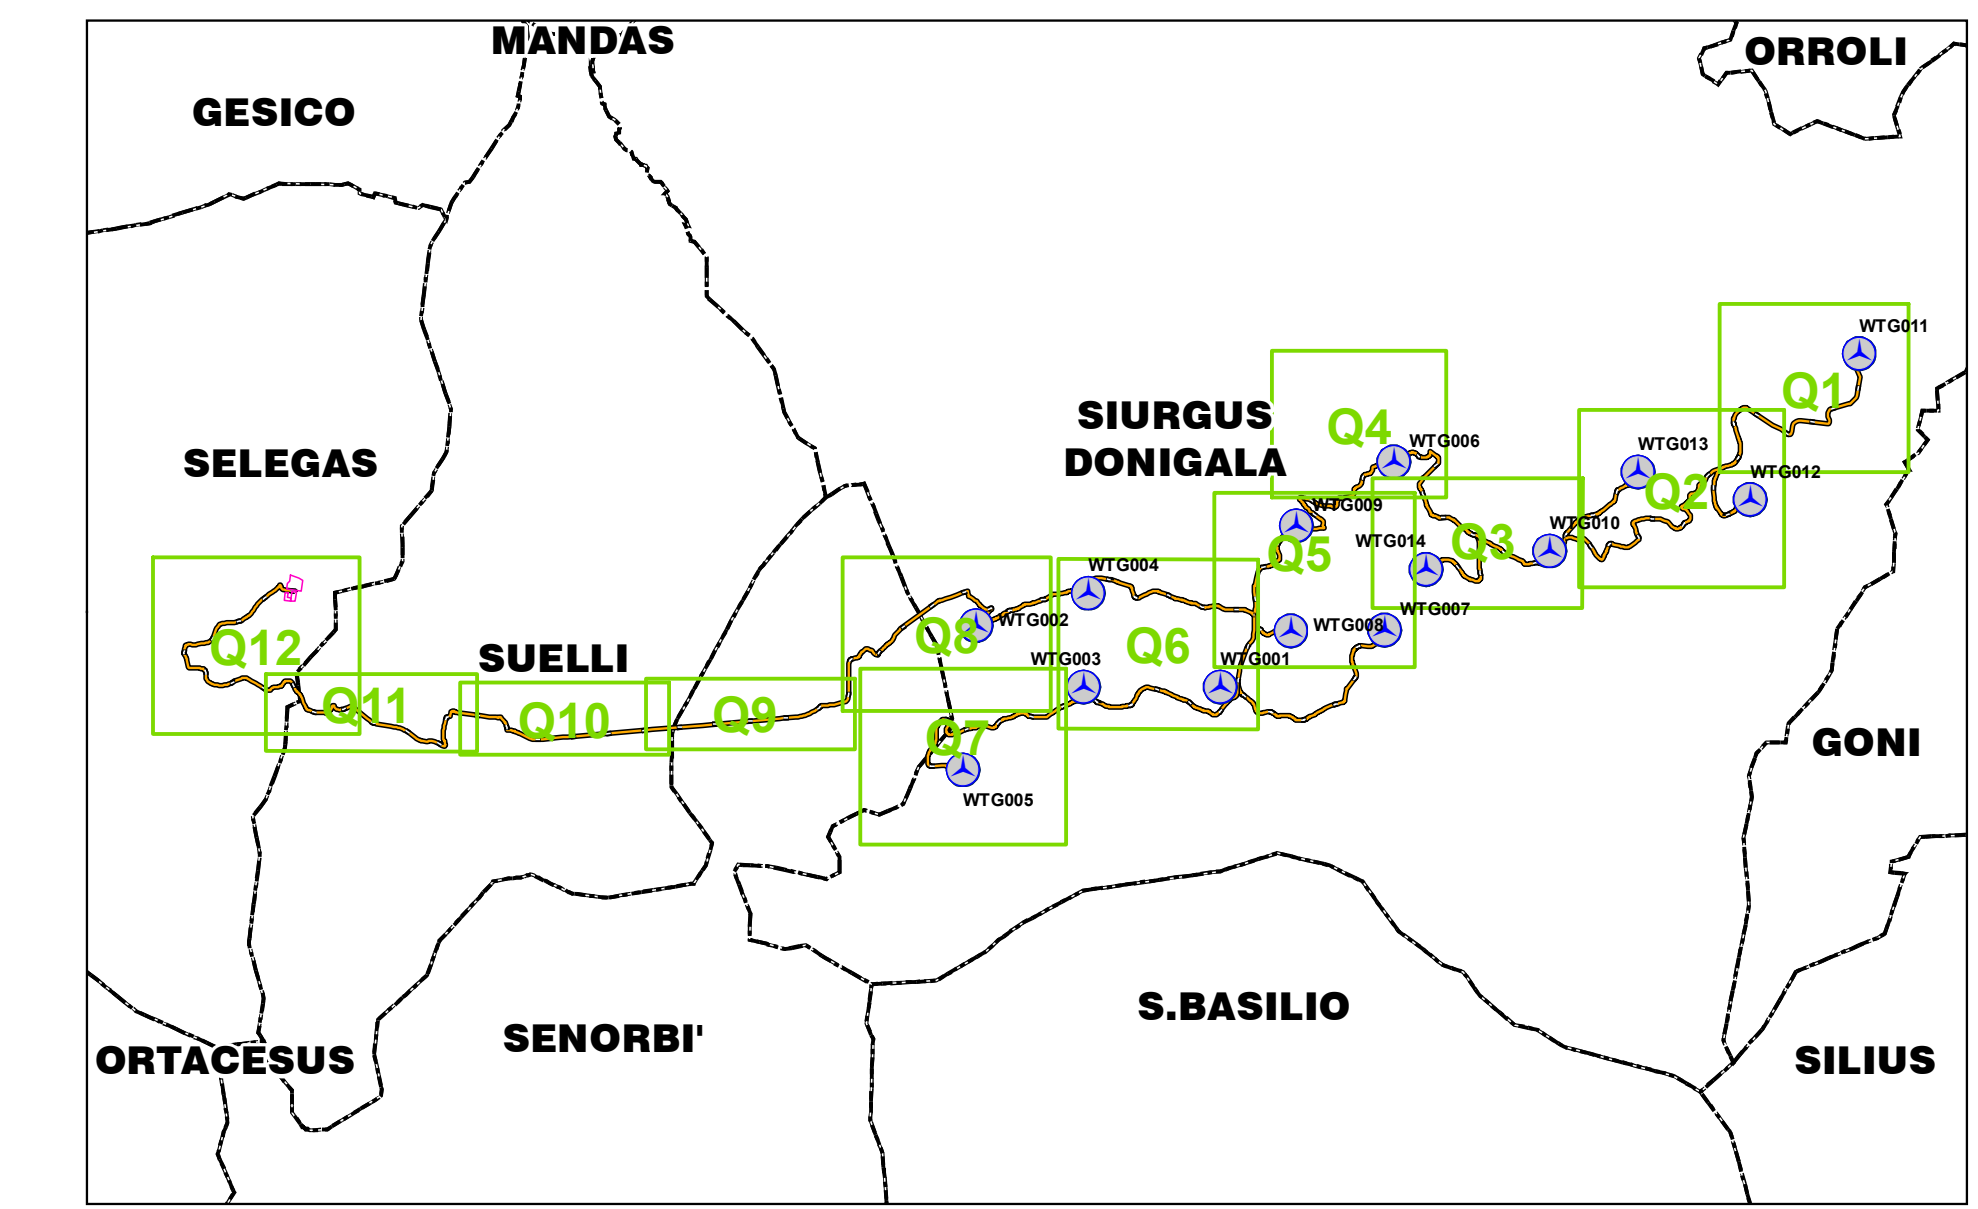 MANDAS
ORROLI
GESICO
WTG011
Q1
SIURGUS
DONIGALA
Q4
WTG006
WTG013
SELEGAS
WTG012
Q2
WTG009
WTG010
WTG014
Q3
Q5
WTG004
WTG007
WTG002
WTG008
Q8
Q6
Q12
SUELLI
WTG003
WTG001
Q11
Q10
Q9
Q7
GONI
WTG005
S.BASILIO
SENORBI'
ORTACESUS
SILIUS